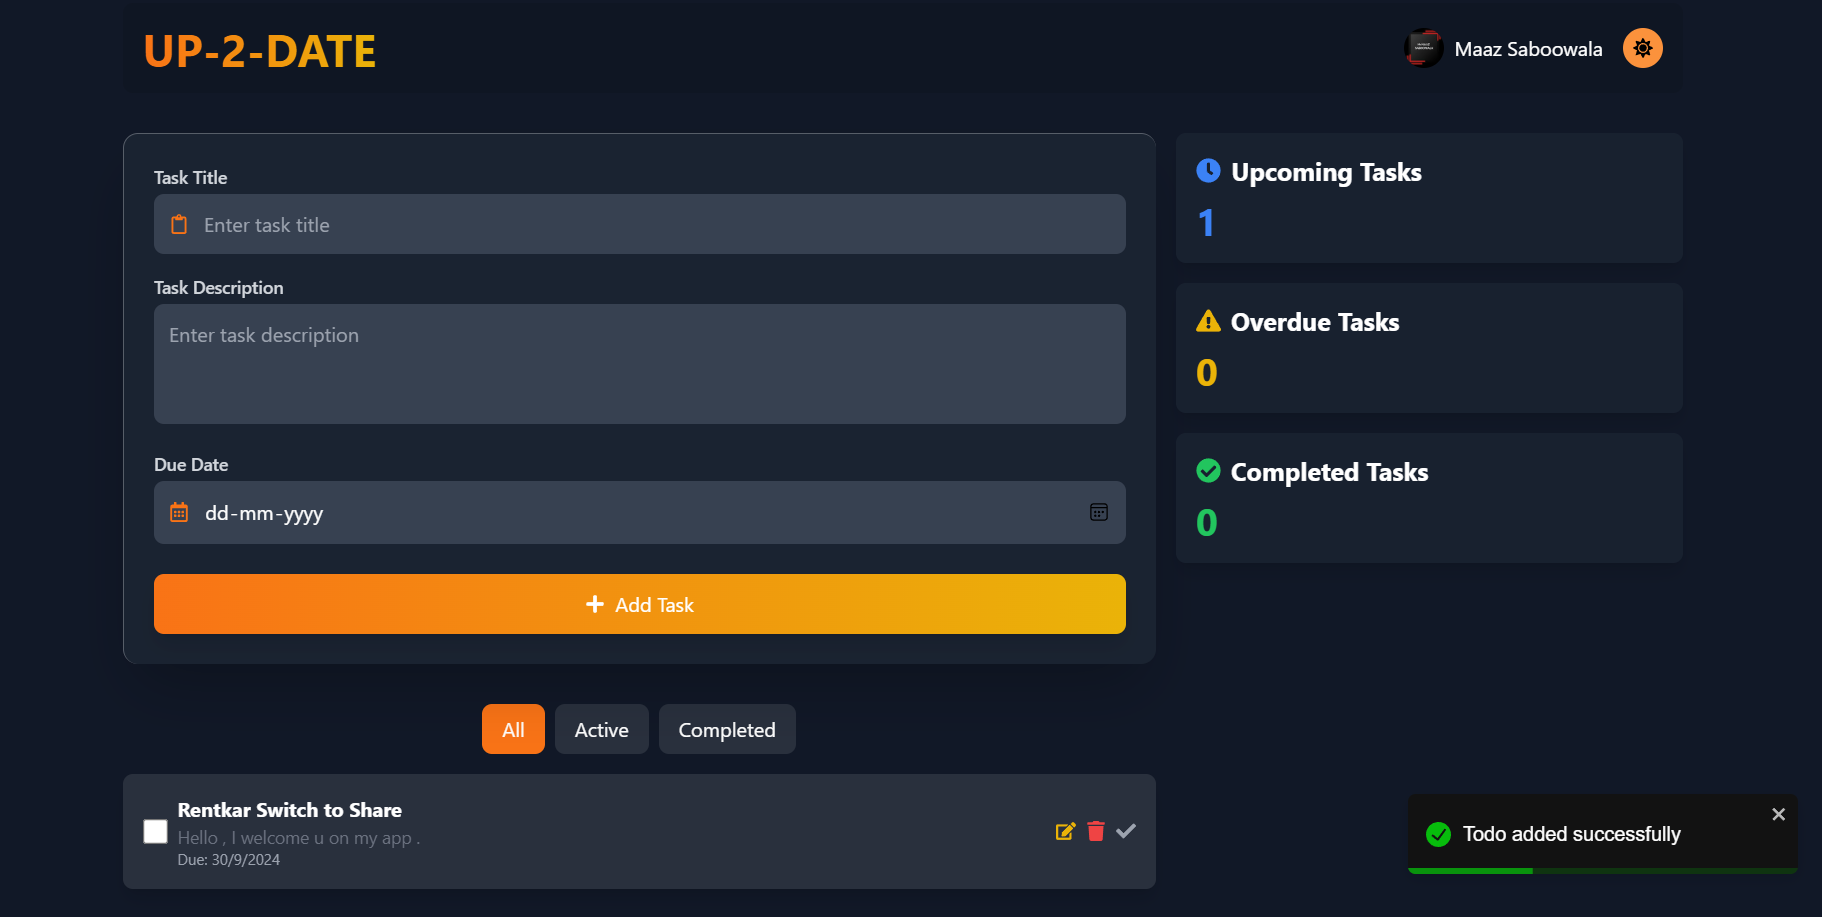 UP-2-DATE
Maaz Saboowala
Task Title
Enter task title
Task Description
Enter task description
Due Date
dd-mm-yyyy
Add Task
Upcoming Tasks
1
Overdue Tasks
0
Completed Tasks
0
All
Active
Completed
Rentkar Switch to Share
Hello , I welcome u on my app .
Due: 30/9/2024
Todo added successfully